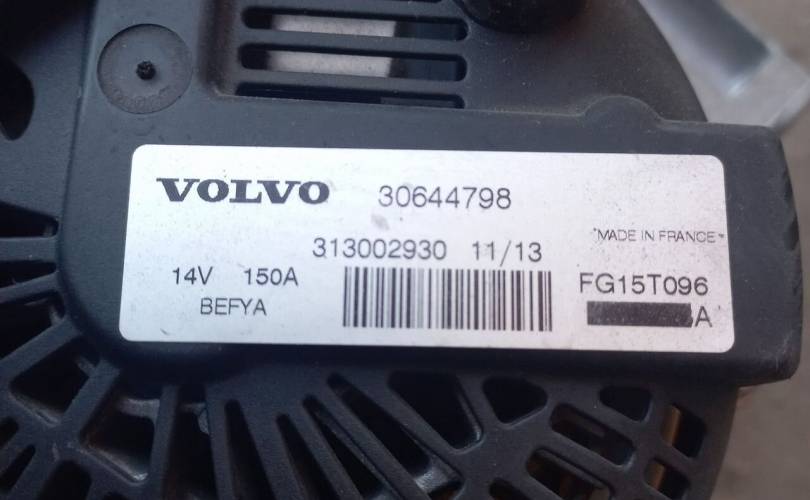 VOLVO 30644798
"MADE IN FRANCE"
313002930 11/13
14V 150A
FG15T096
BEFYA
A